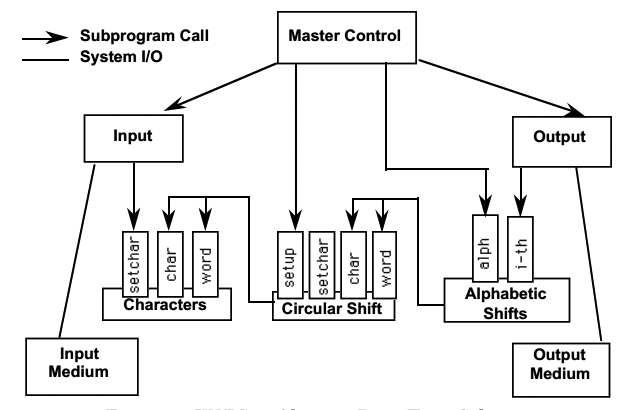 Subprogram Call
System I/O
Master Control
Input
Output
setchar
char
word
setup
setchar
char
word
alph
i-th
Characters
Circular Shift
Alphabetic
Shifts
Input
Medium
Output
Medium